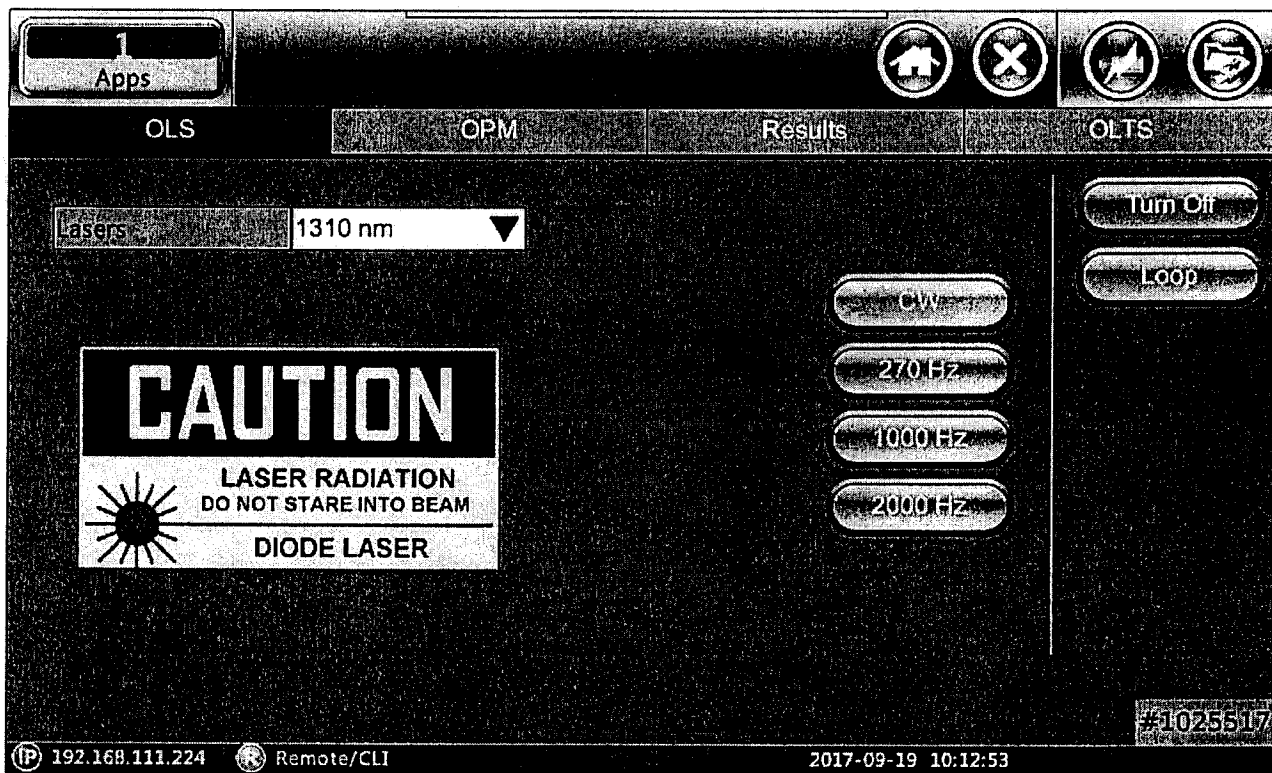 1
Apps
OLS OPM Results OLTS
Turn Off
Lasers 1310 nm
Loop
CW
CAUTION
270 Hz
1000 Hz
LASER RADIATION
DO NOT STARE INTO BEAM
2000 Hz
DIODE LASER
#1025517
IP 192.168.111.224 R Remote/CLI 2017-09-19 10:12:53